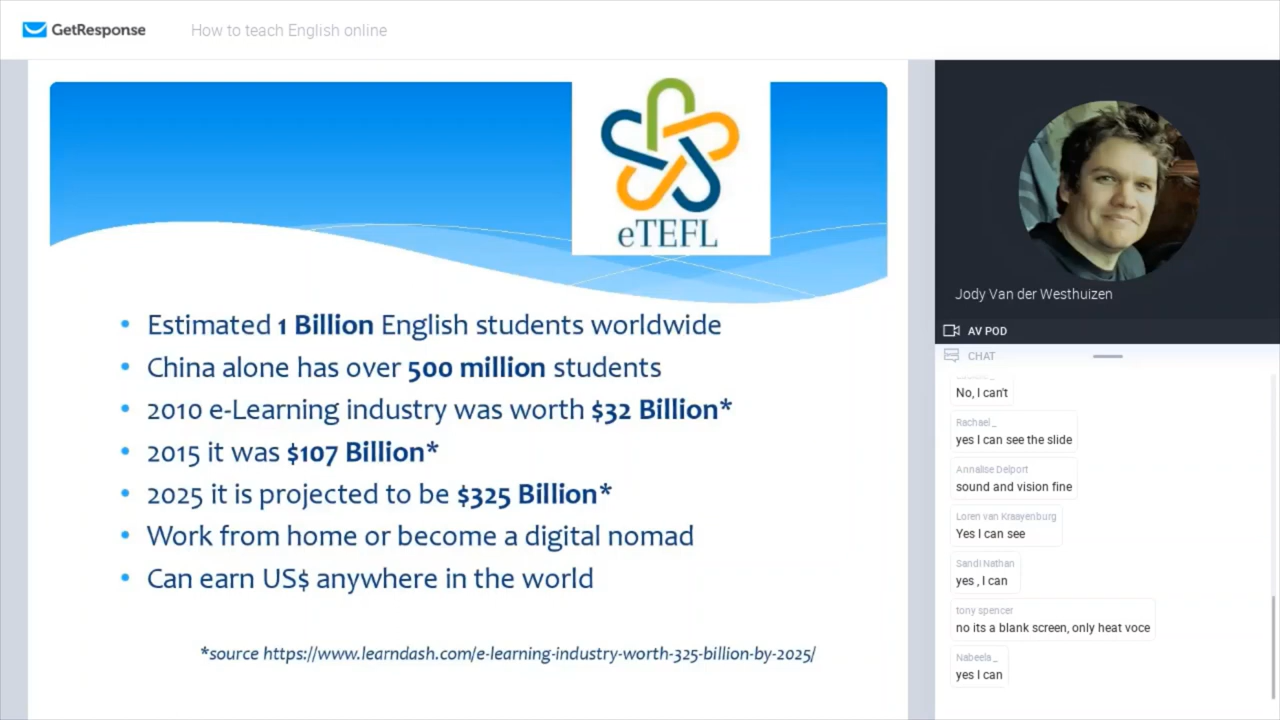 GetResponse
How to teach English online
eTEFL
• Estimated 1 Billion English students worldwide
• China alone has over 500 million students
• 2010 e-Learning industry was worth $32 Billion*
• 2015 it was $107 Billion*
• 2025 it is projected to be $325 Billion*
• Work from home or become a digital nomad
• Can earn US$ anywhere in the world
*source https://www.learndash.com/e-learning-industry-worth-325-billion-by-2025/
Jody Van der Westhuizen
AV POD
CHAT
No, I can't
Rachael _
yes I can see the slide
Annalise Delport
sound and vision fine
Loren van Kraayenburg
Yes I can see
Sandi Nathan
yes , I can
tony spencer
no its a blank screen, only heat voce
Nabeela _
yes I can